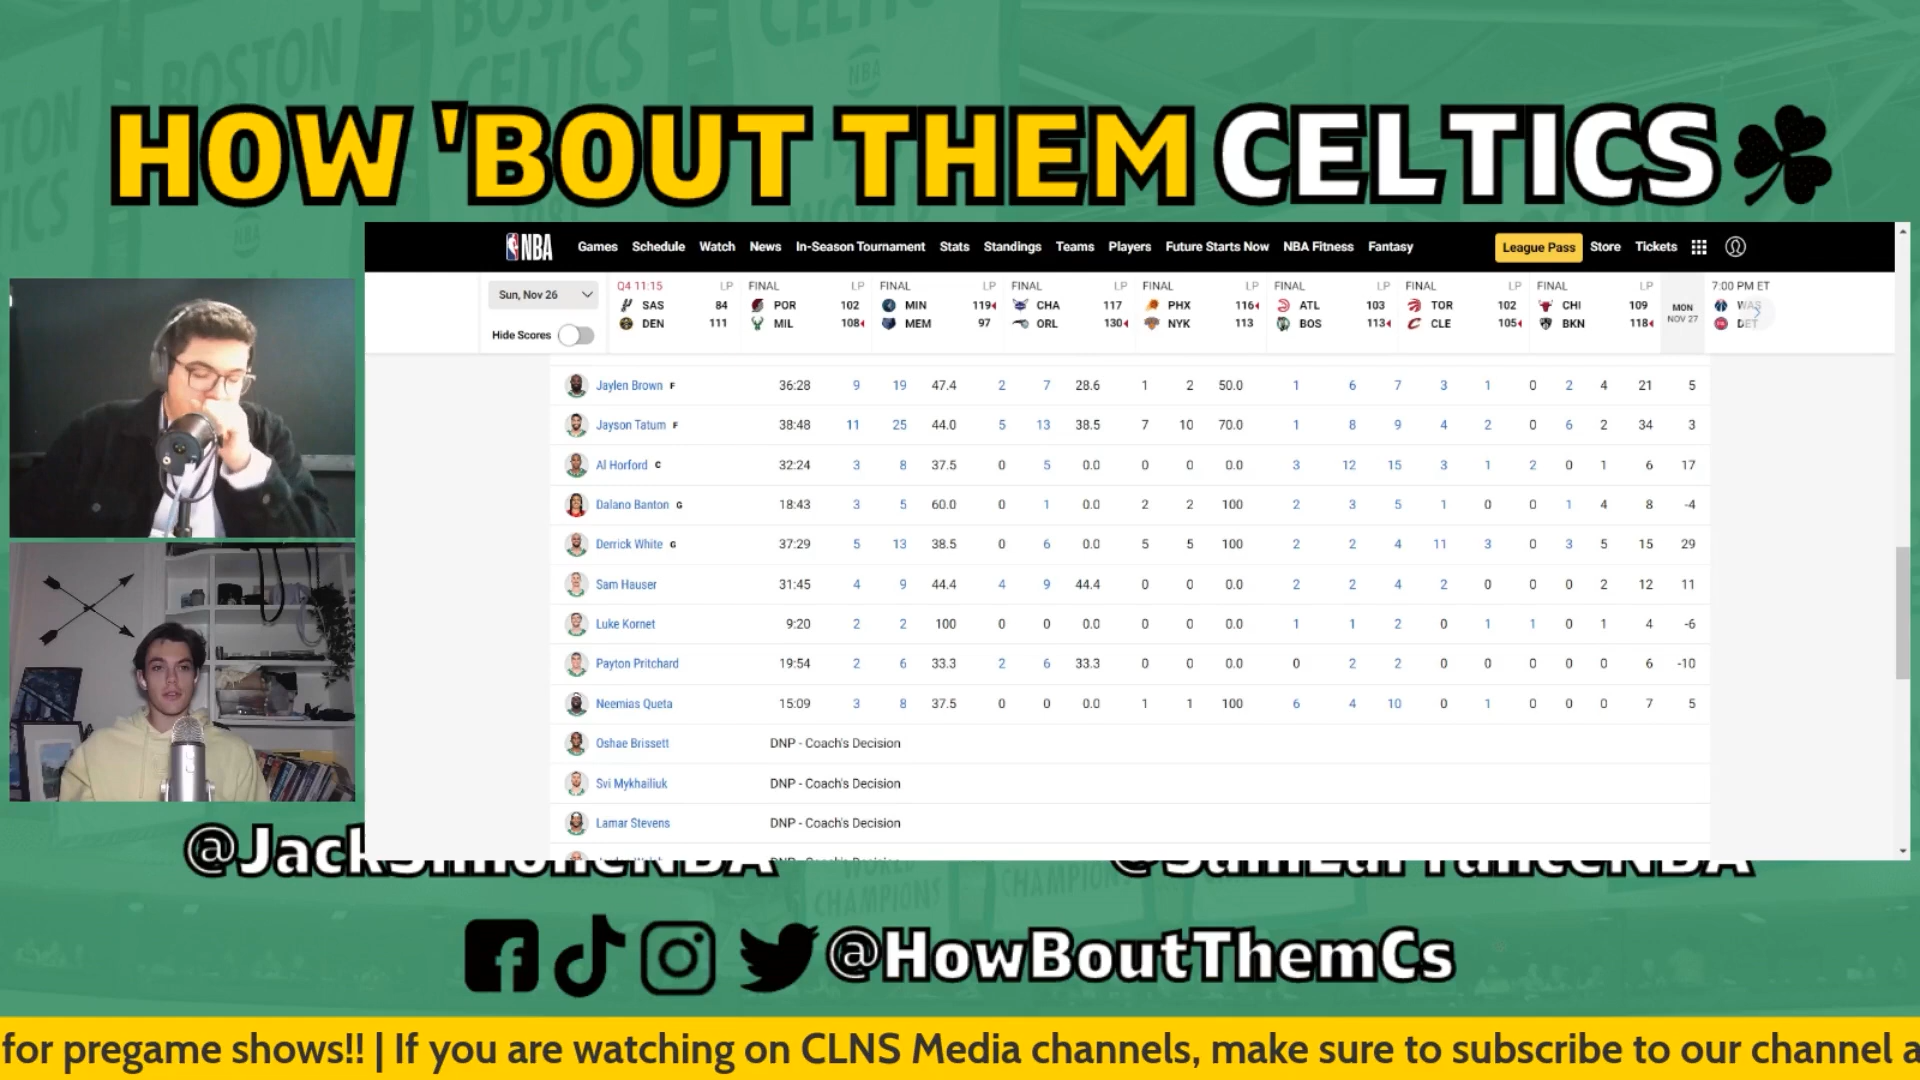 HOW 'BOUT THEM CELTICS
NBA Games Schedule Watch News In-Season Tournament Stats Standings Teams Players Future Starts Now NBA Fitness Fantasy League Pass Store Tickets
Sun, Nov 26
Hide Scores
Q4 11:15 LP
SAS 84
DEN 111
FINAL LP
POR 102
MIL 108
FINAL LP
MIN 119
MEM 97
FINAL LP
CHA 117
ORL 130
FINAL LP
PHX 116
NYK 113
FINAL LP
ATL 103
BOS 113
FINAL LP
TOR 102
CLE 105
FINAL LP
CHI 109
BKN 118
MON
NOV 27
7:00 PM ET
WAS
DET
Jaylen Brown F 36:28 9 19 47.4 2 7 28.6 1 2 50.0 1 6 7 3 1 0 2 4 21 5
Jayson Tatum F 38:48 11 25 44.0 5 13 38.5 7 10 70.0 1 8 9 4 2 0 6 2 34 3
Al Horford C 32:24 3 8 37.5 0 5 0.0 0 0 0.0 3 12 15 3 1 2 0 1 6 17
Dalano Banton G 18:43 3 5 60.0 0 1 0.0 2 2 100 2 3 5 1 0 0 1 4 8 -4
Derrick White G 37:29 5 13 38.5 0 6 0.0 5 5 100 2 2 4 11 3 0 3 5 15 29
Sam Hauser 31:45 4 9 44.4 4 9 44.4 0 0 0.0 2 2 4 2 0 0 0 2 12 11
Luke Kornet 9:20 2 2 100 0 0 0.0 0 0 0.0 1 1 2 0 1 1 0 1 4 -6
Payton Pritchard 19:54 2 6 33.3 2 6 33.3 0 0 0.0 0 2 2 0 0 0 0 0 6 -10
Neemias Queta 15:09 3 8 37.5 0 0 0.0 1 1 100 6 4 10 0 1 0 0 0 7 5
Oshae Brissett DNP - Coach's Decision
Svi Mykhailiuk DNP - Coach's Decision
Lamar Stevens DNP - Coach's Decision
@JackSimoneNBA @SamLaFranceNBA
@HowBoutThemCs
for pregame shows!! | If you are watching on CLNS Media channels, make sure to subscribe to our channel a